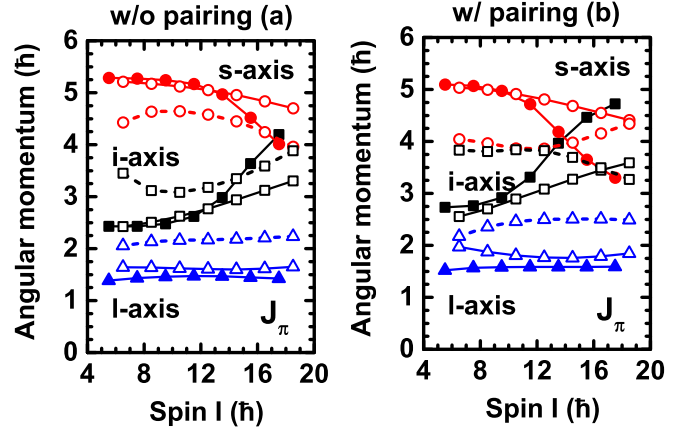 w/o pairing (a)
w/ pairing (b)
Angular momentum (ħ)
6
5
4
3
2
1
0
s-axis
i-axis
l-axis
Jπ
4
8
12
16
20
Spin I (ħ)
Angular momentum (ħ)
6
5
4
3
2
1
0
s-axis
i-axis
l-axis
Jπ
4
8
12
16
20
Spin I (ħ)